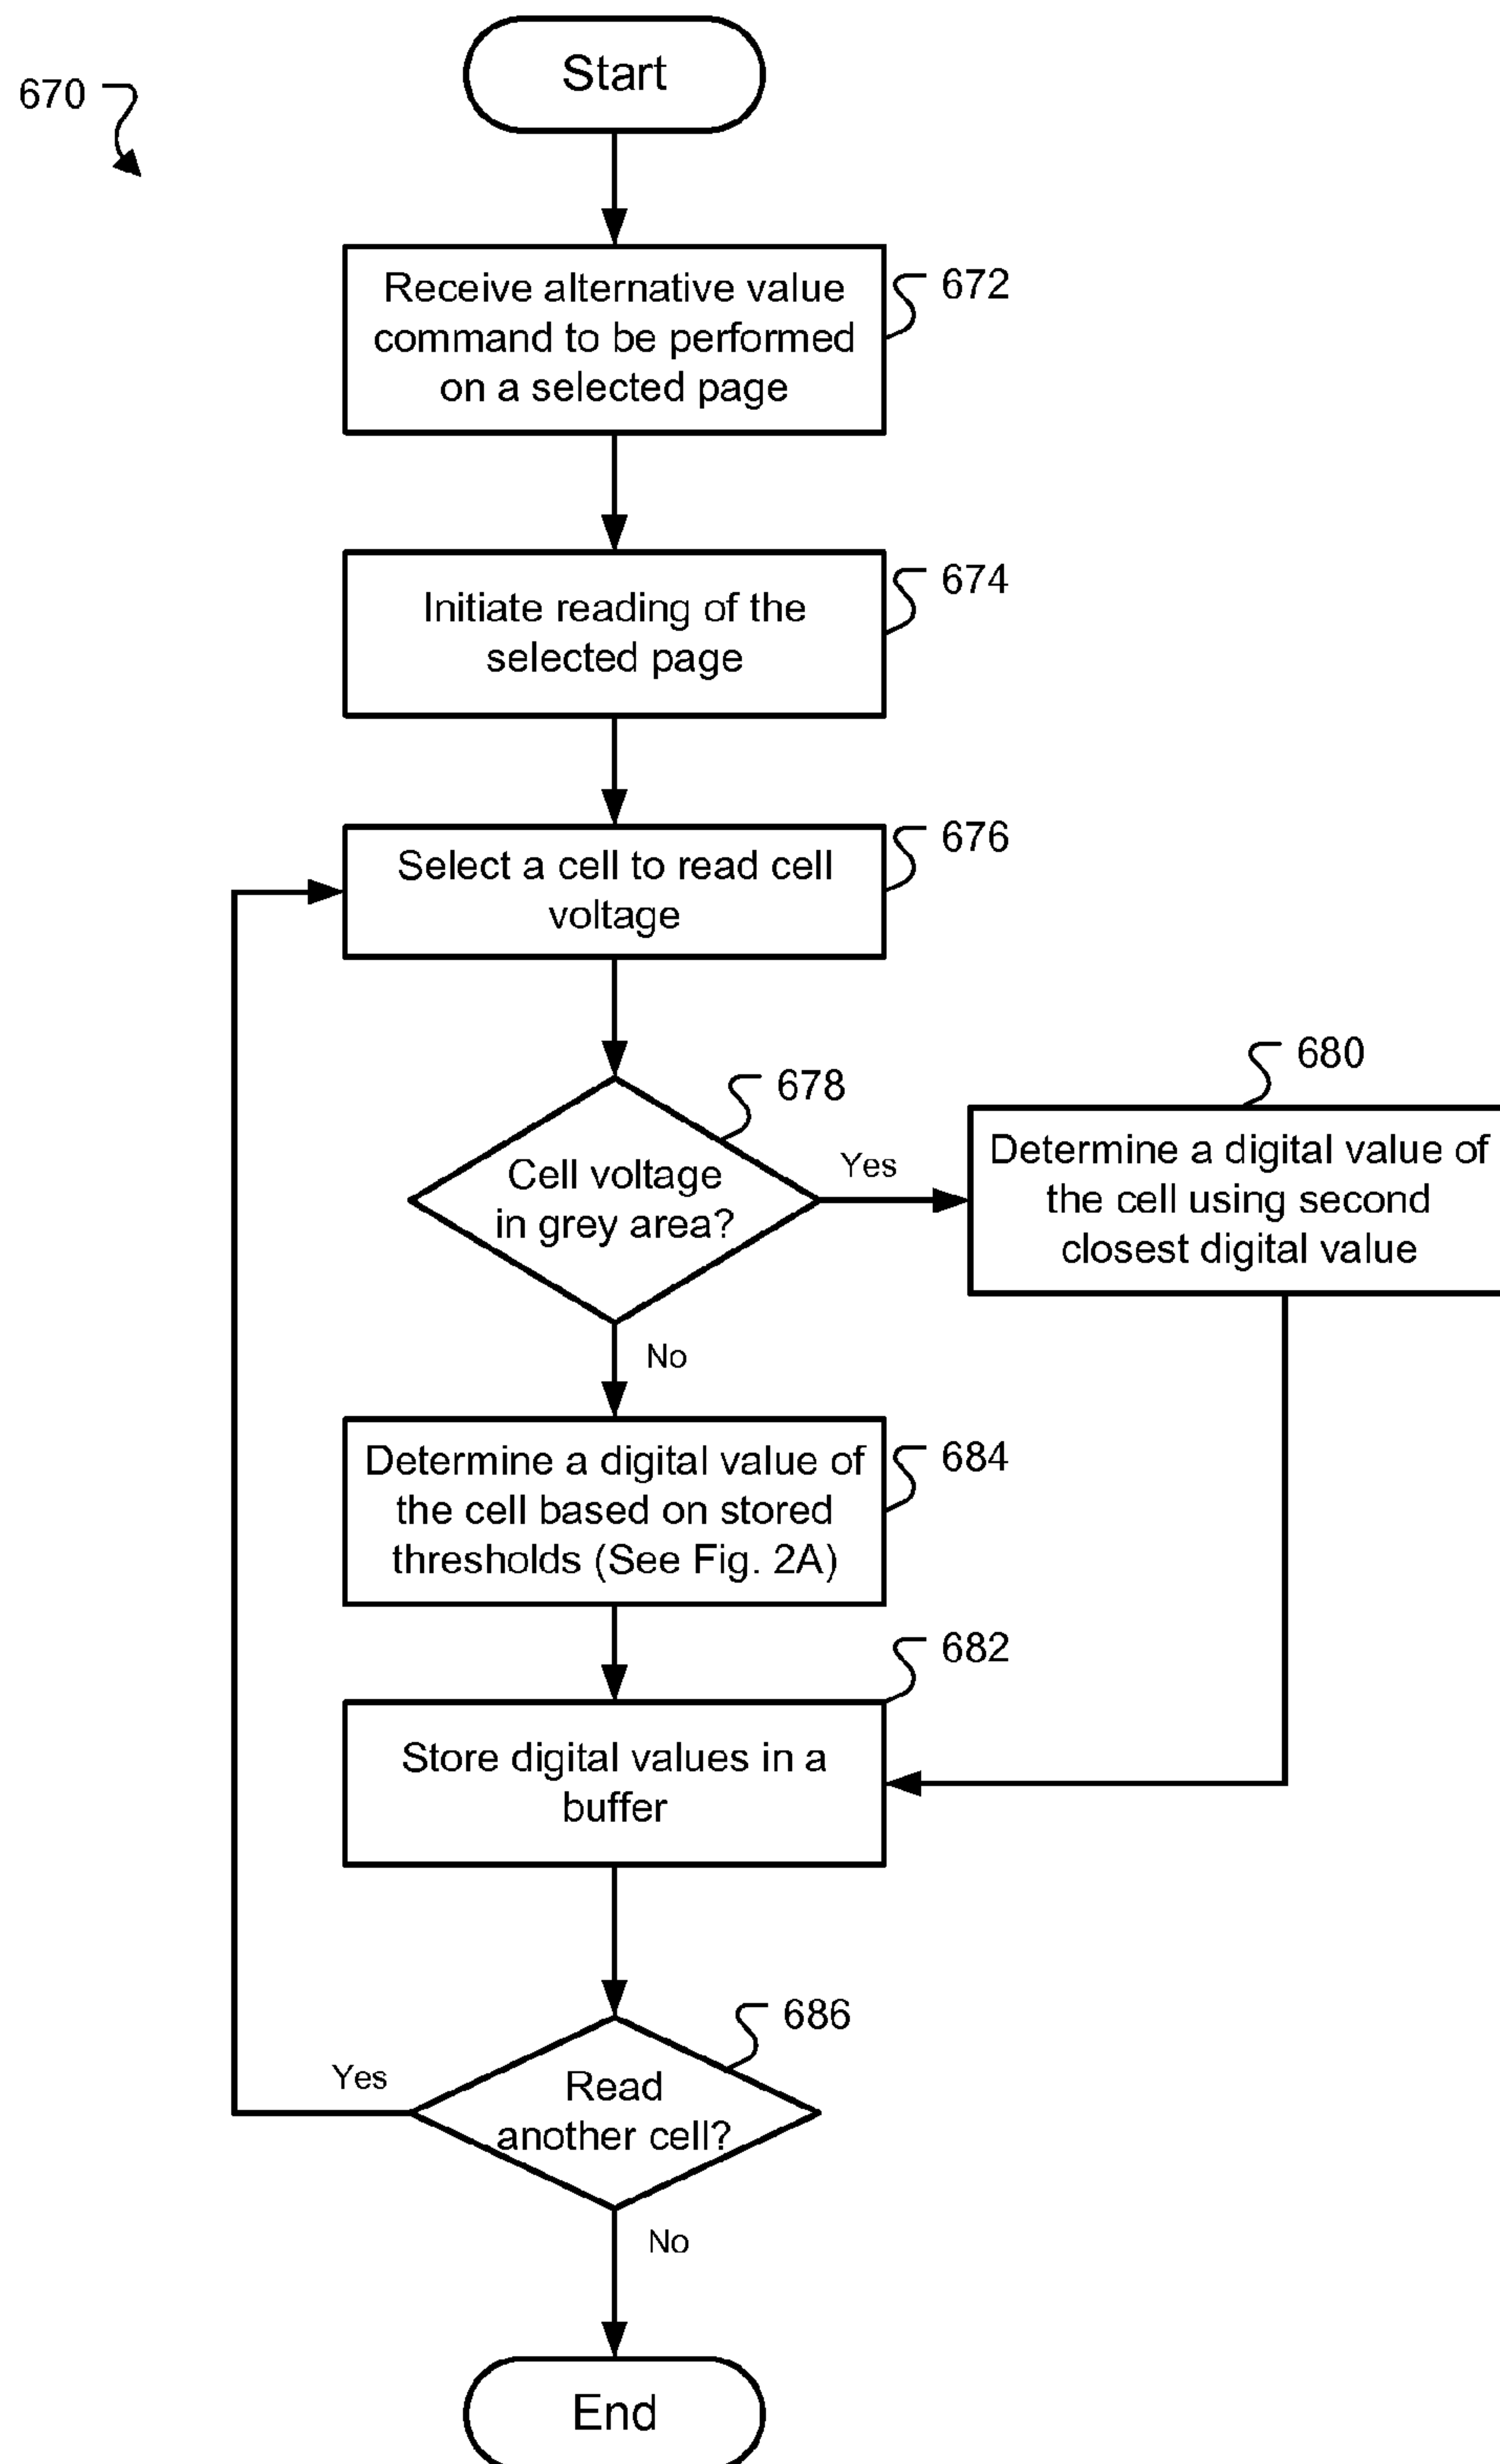 Start
670
Receive alternative value
command to be performed
on a selected page
672
Initiate reading of the
selected page
674
Select a cell to read cell
voltage
676
Cell voltage
in grey area?
678
Yes
680
Determine a digital value of
the cell using second
closest digital value
No
Determine a digital value of
the cell based on stored
thresholds (See Fig. 2A)
684
682
Store digital values in a
buffer
686
Yes
Read
another cell?
No
End